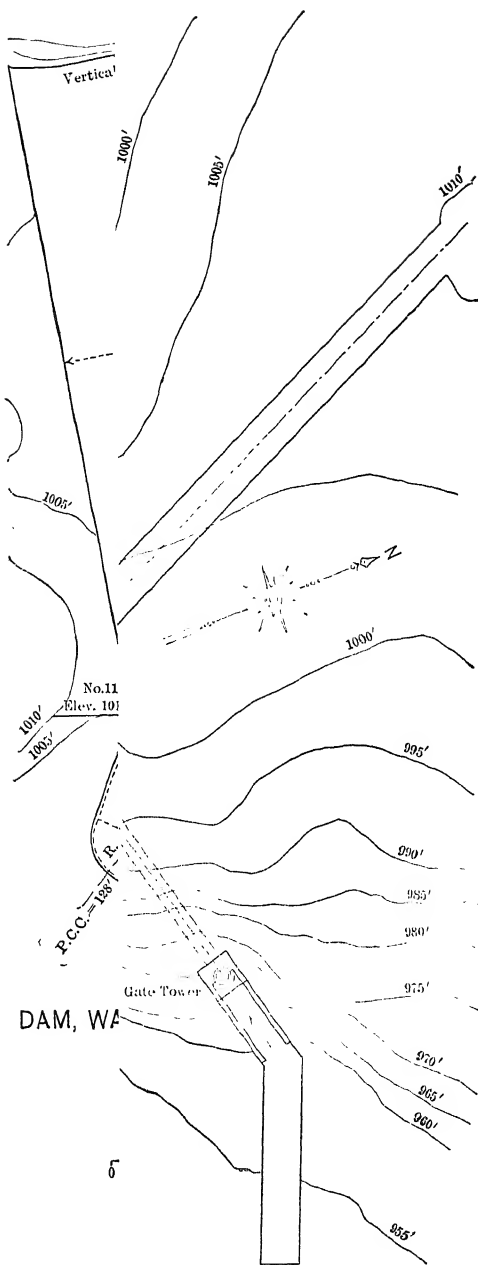 Vertical
1000'
1005'
1010'
1005'
N
1000'
No.11
Elev. 101
1010'
1005'
995'
R.
990'
P.C.C.=128'
985'
980'
Gate Tower
975'
DAM, WA
970'
965'
960'
955'